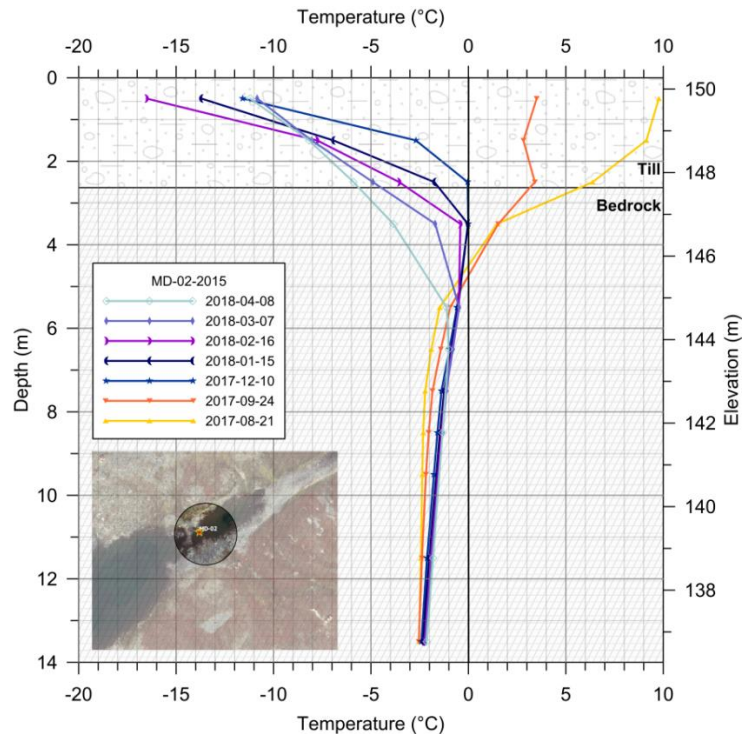 Temperature (°C)
-20 -15 -10 -5 0 5 10
0
2
4
6
8
10
12
14
Depth (m)
150
148
146
144
142
140
138
Elevation (m)
Till
Bedrock
MD-02-2015
2018-04-08
2018-03-07
2018-02-16
2018-01-15
2017-12-10
2017-09-24
2017-08-21
MD-02
-20 -15 -10 -5 0 5 10
Temperature (°C)